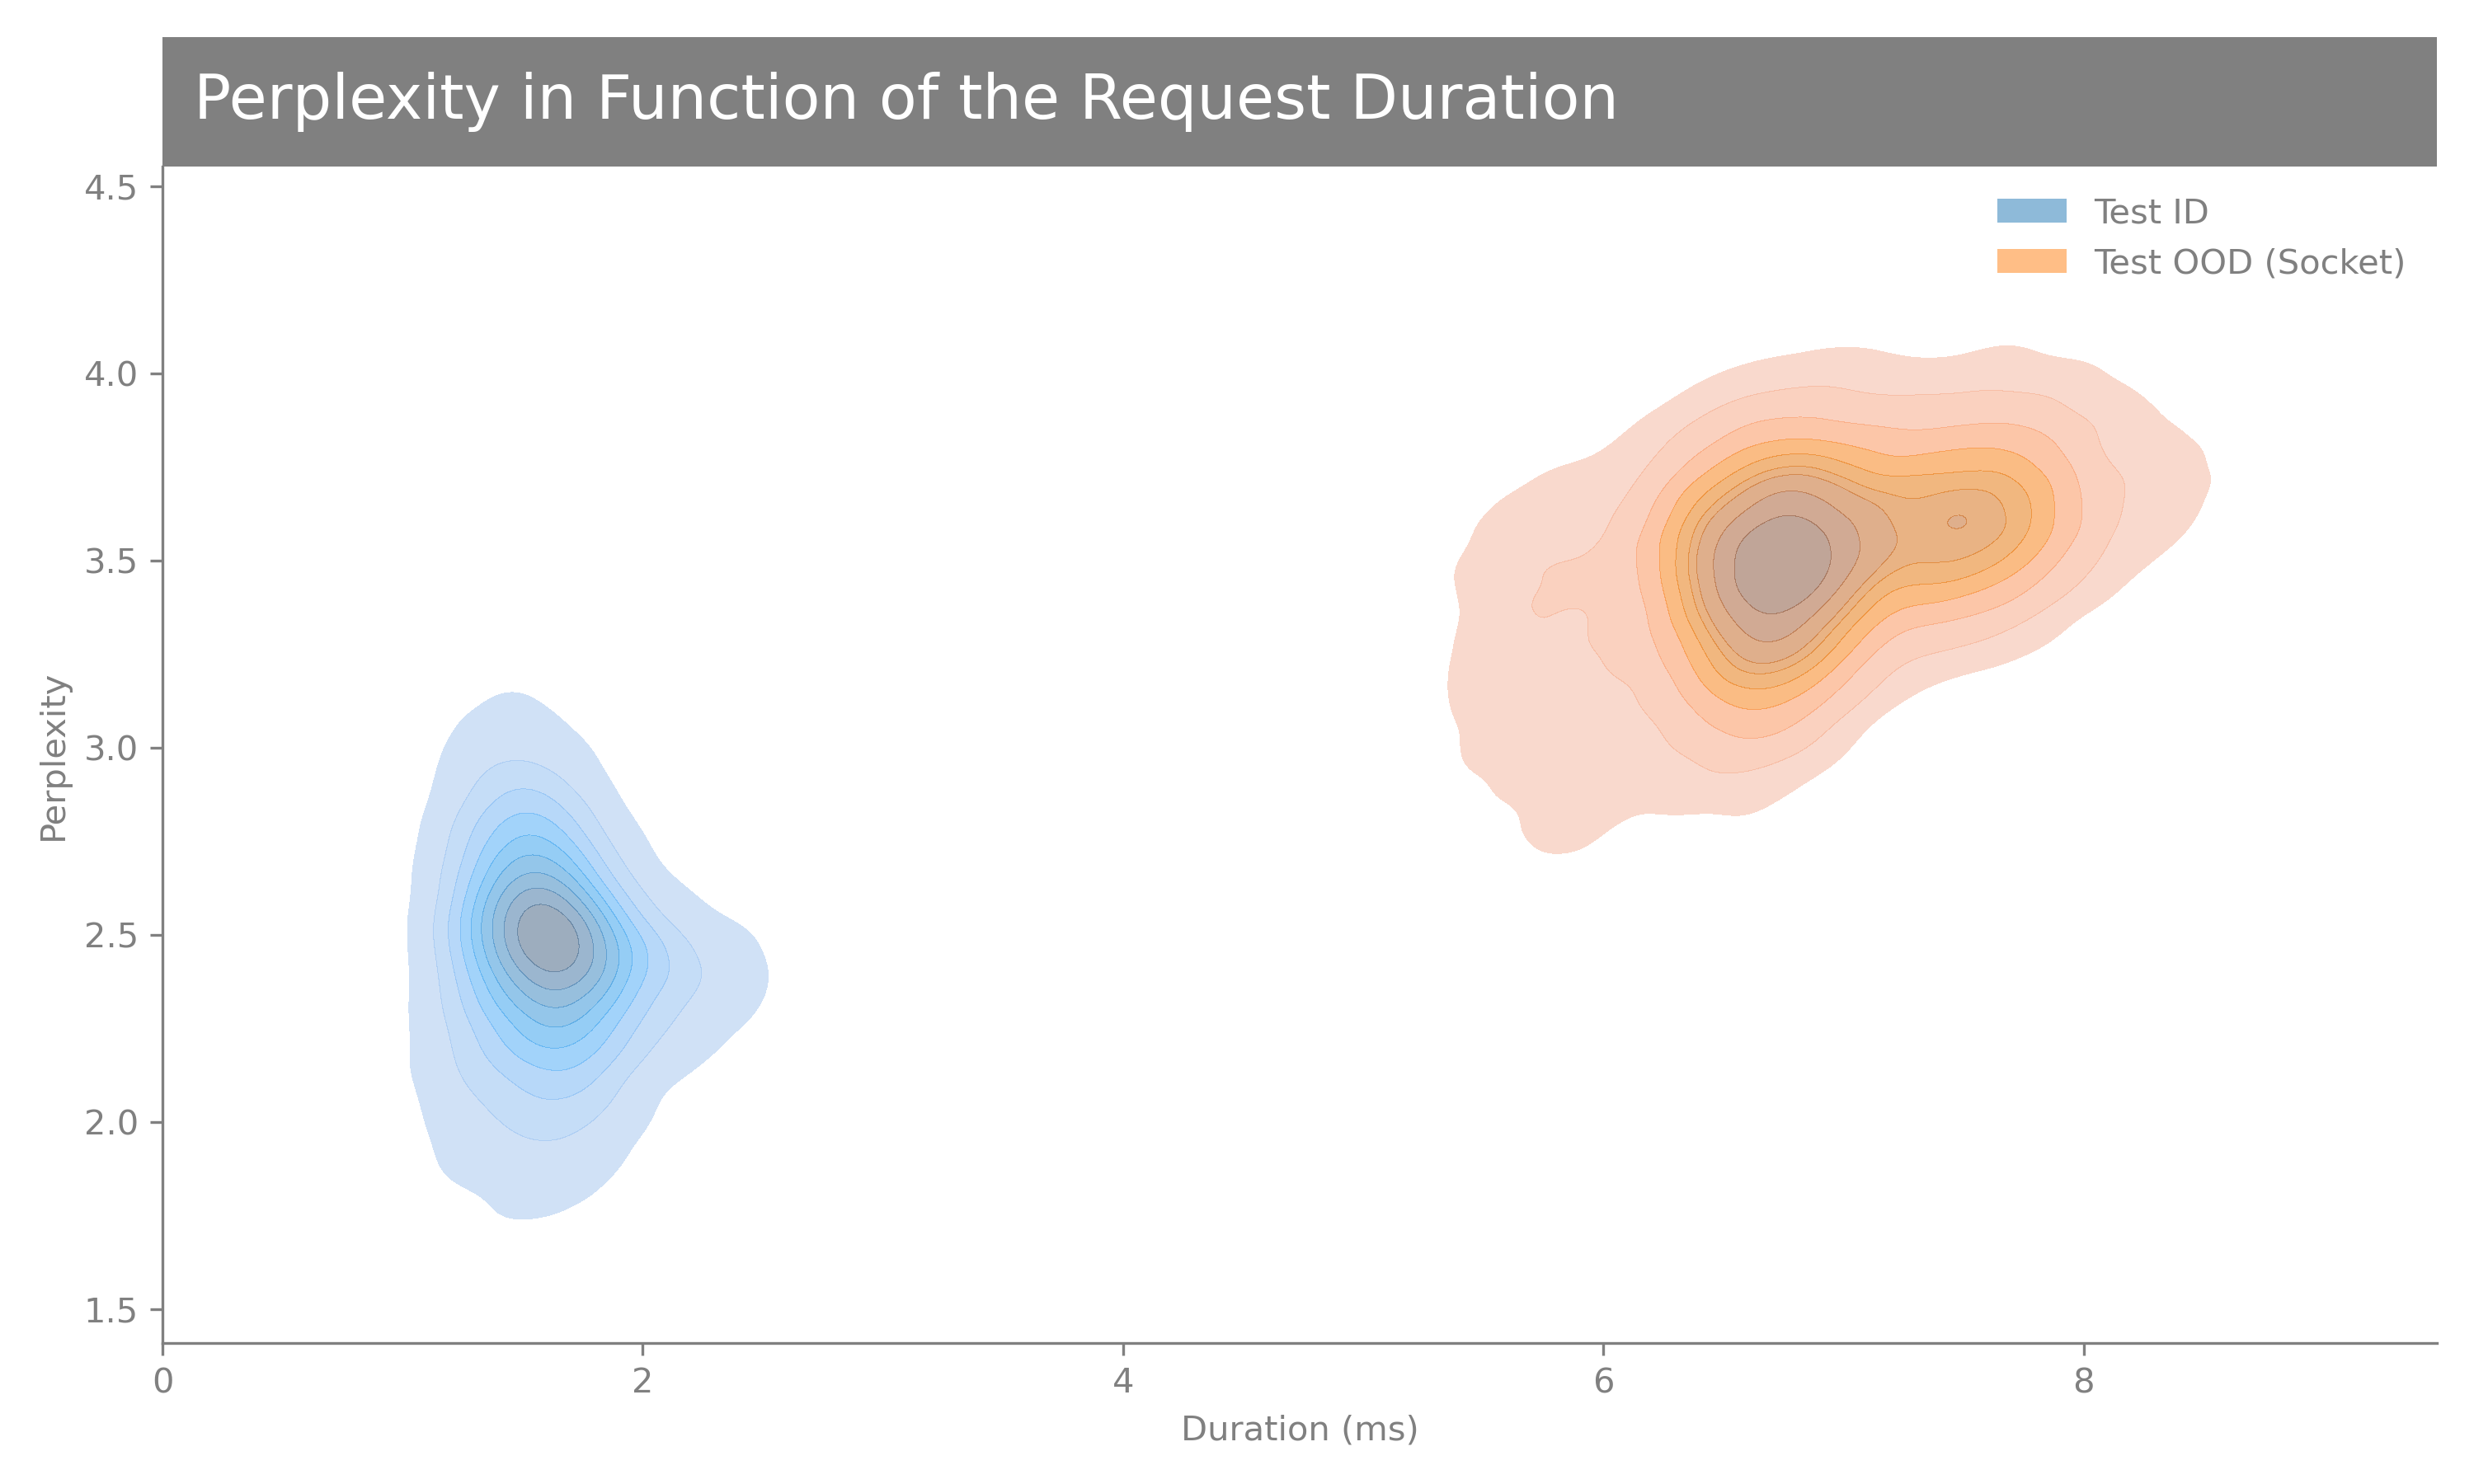 Perplexity in Function of the Request Duration
Test ID
Test OOD (Socket)
4.5
4.0
3.5
3.0
2.5
2.0
1.5
Perplexity
0 2 4 6 8
Duration (ms)